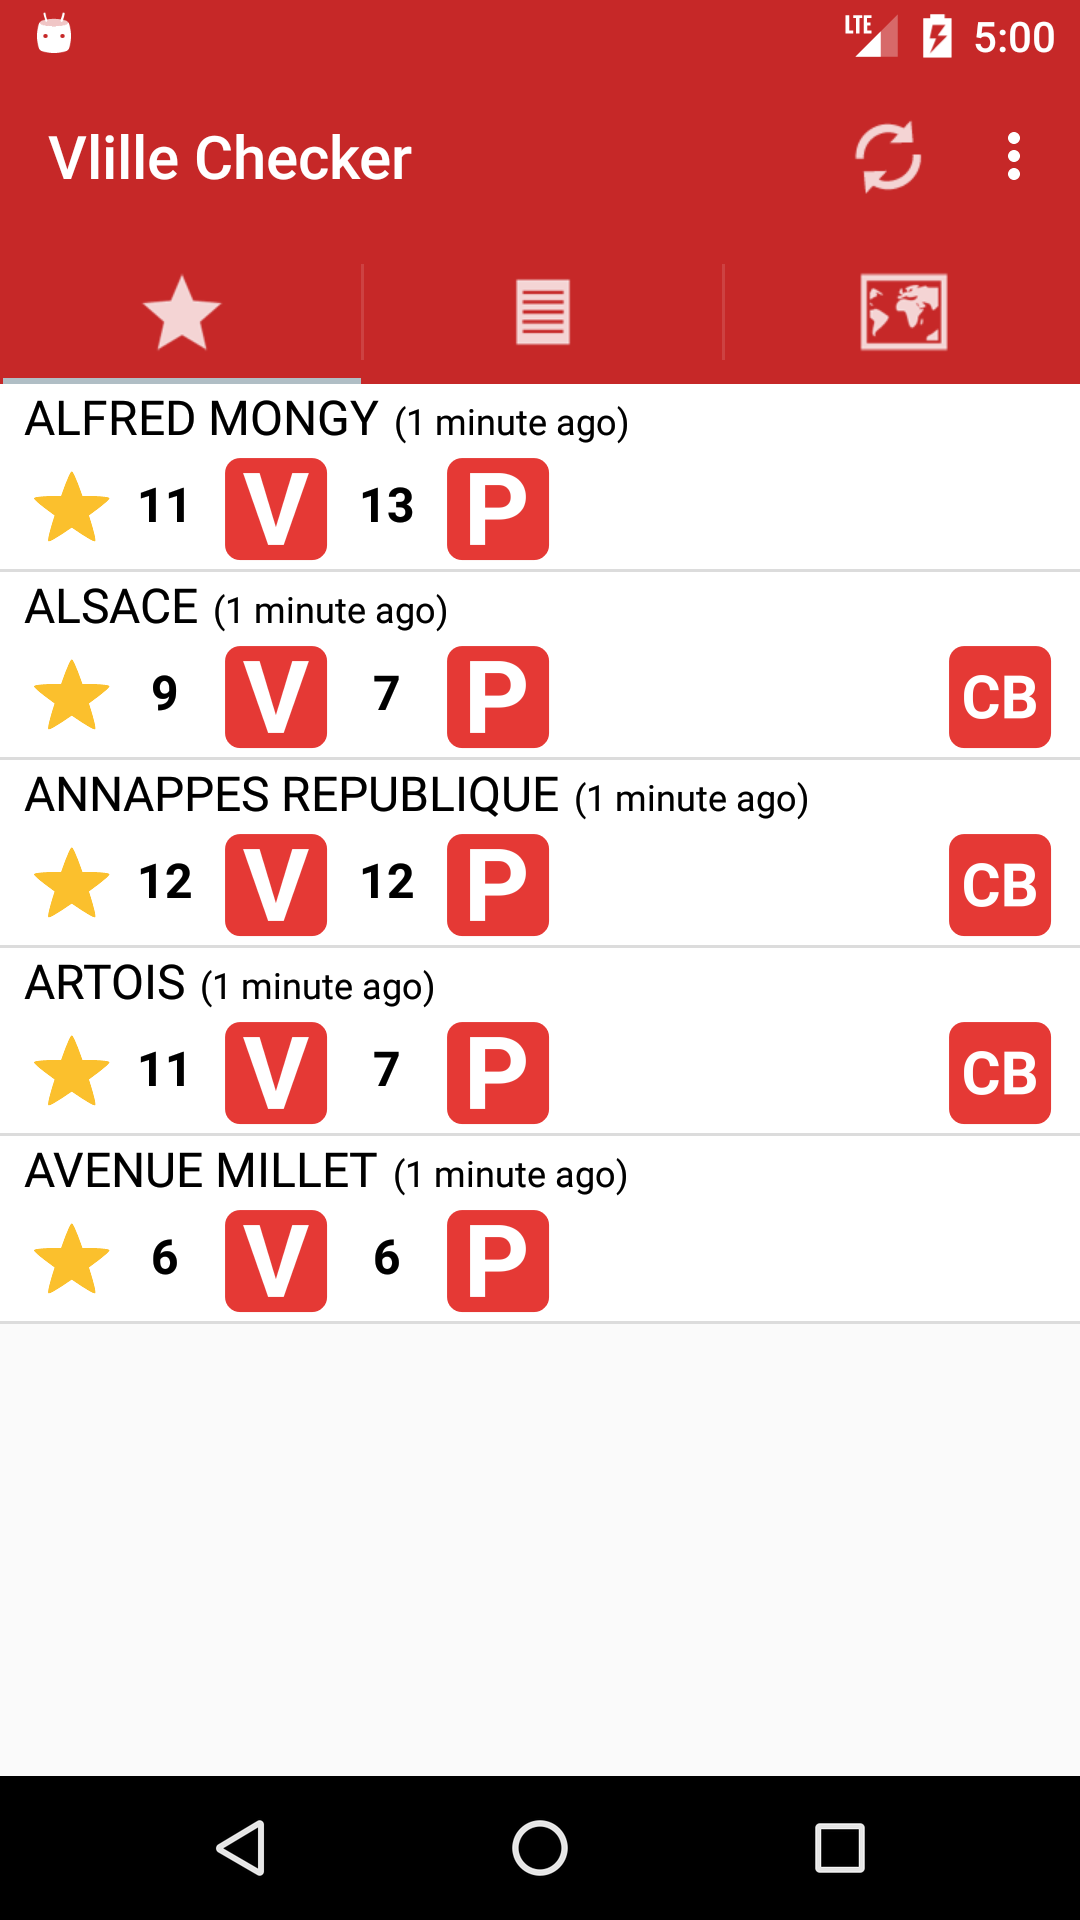 LTE 5:00
Vlille Checker
ALFRED MONGY (1 minute ago)
11 V 13 P
ALSACE (1 minute ago)
9 V 7 P CB
ANNAPPES REPUBLIQUE (1 minute ago)
12 V 12 P CB
ARTOIS (1 minute ago)
11 V 7 P CB
AVENUE MILLET (1 minute ago)
6 V 6 P